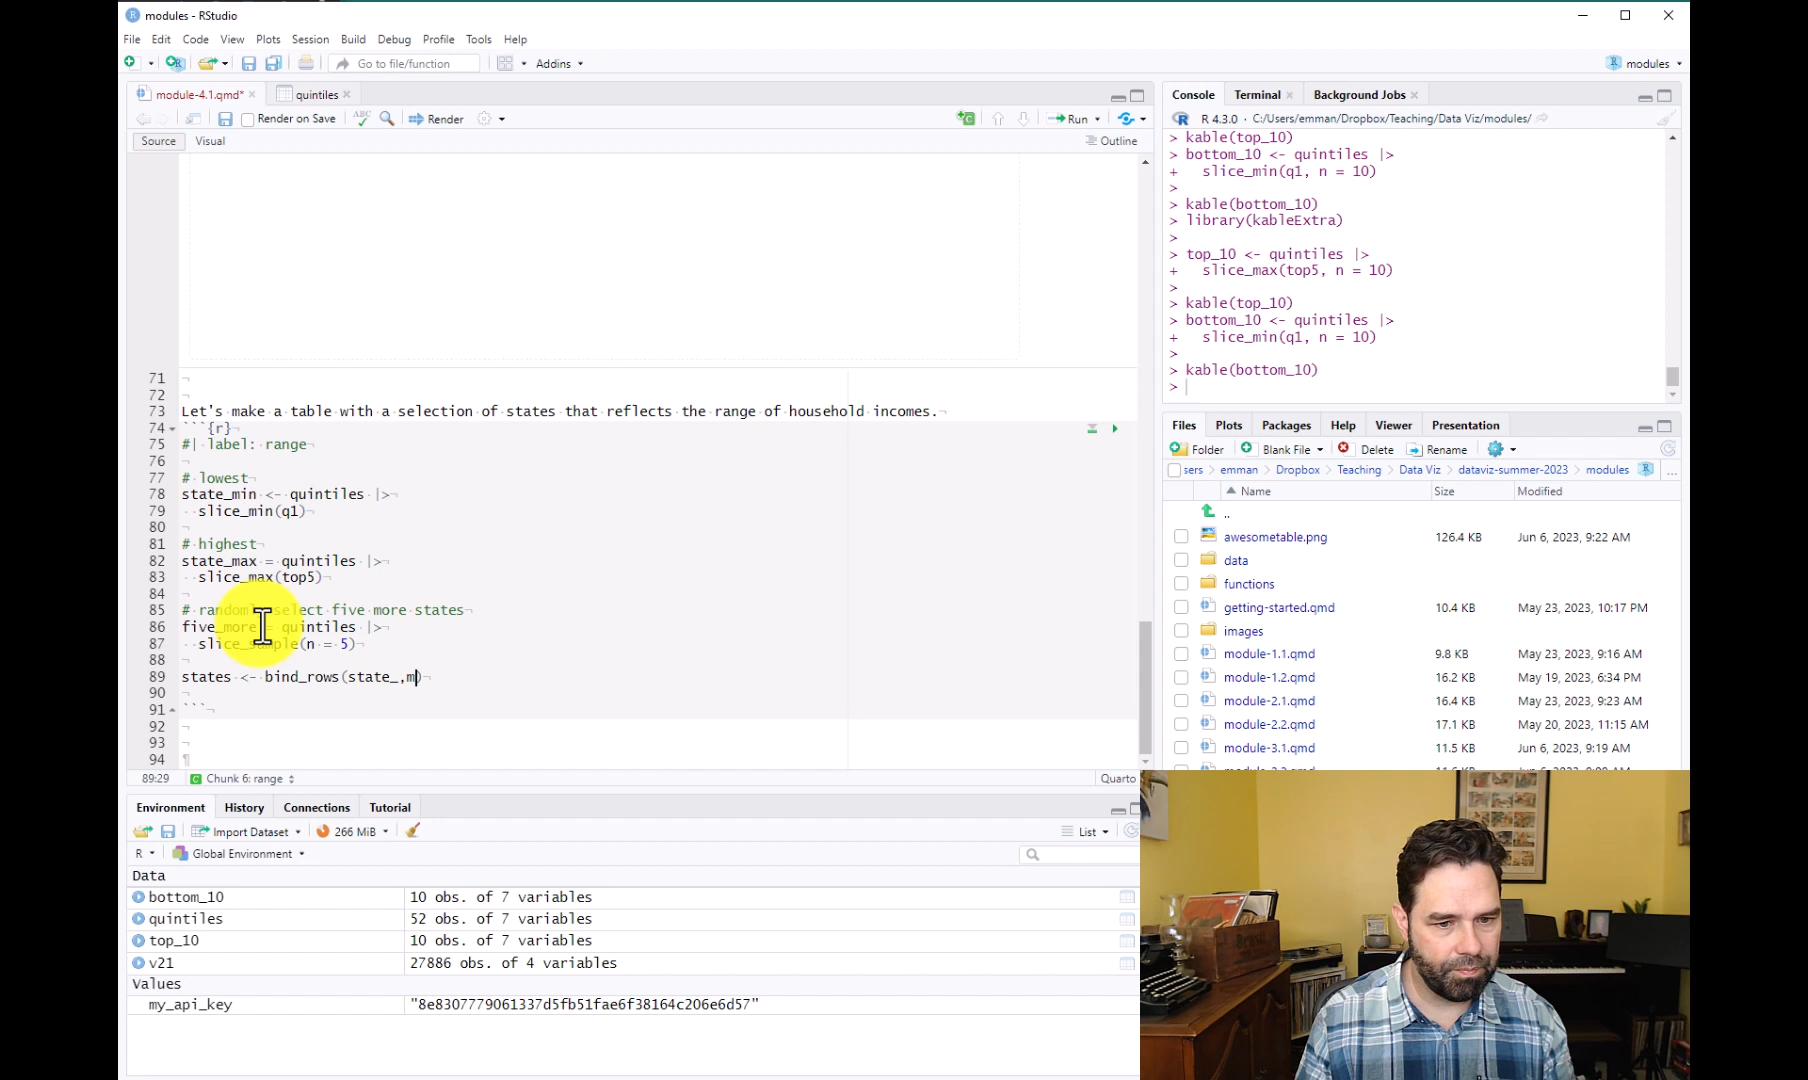 modules - RStudio
File Edit Code View Plots Session Build Debug Profile Tools Help
Go to file/function Addins modules
module-4.1.qmd* quintiles
Render on Save ABC Render Run
Source Visual Outline
71
72
73 Let's make a table with a selection of states that reflects the range of household incomes.
74 ```{r}
75 #| label: range
76
77 # lowest
78 state_min <- quintiles |>
79 slice_min(q1)
80
81 # highest
82 state_max = quintiles |>
83 slice_max(top5)
84
85 # select five more states
86 five_more = quintiles |>
87 slice_sample(n = 5)
88
89 states <- bind_rows(state_,m)
90
91 ```
92
93
94
89:29 Chunk 6: range Quarto
Console Terminal Background Jobs
R 4.3.0 · C:/Users/emman/Dropbox/Teaching/Data Viz/modules/
> kable(top_10)
> bottom_10 <- quintiles |>
+ slice_min(q1, n = 10)
>
> kable(bottom_10)
> library(kableExtra)
>
> top_10 <- quintiles |>
+ slice_max(top5, n = 10)
>
> kable(top_10)
> bottom_10 <- quintiles |>
+ slice_min(q1, n = 10)
>
> kable(bottom_10)
>
Files Plots Packages Help Viewer Presentation
Folder Blank File Delete Rename
sers > emman > Dropbox > Teaching > Data Viz > dataviz-summer-2023 > modules ...
Name Size Modified
..
awesometable.png 126.4 KB Jun 6, 2023, 9:22 AM
data
functions
getting-started.qmd 10.4 KB May 23, 2023, 10:17 PM
images
module-1.1.qmd 9.8 KB May 23, 2023, 9:16 AM
module-1.2.qmd 16.2 KB May 19, 2023, 6:34 PM
module-2.1.qmd 16.4 KB May 23, 2023, 9:23 AM
module-2.2.qmd 17.1 KB May 20, 2023, 11:15 AM
module-3.1.qmd 11.5 KB Jun 6, 2023, 9:19 AM
Environment History Connections Tutorial
Import Dataset 266 MiB List
R Global Environment
Data
bottom_10 10 obs. of 7 variables
quintiles 52 obs. of 7 variables
top_10 10 obs. of 7 variables
v21 27886 obs. of 4 variables
Values
my_api_key "8e8307779061337d5fb51fae6f38164c206e6d57"